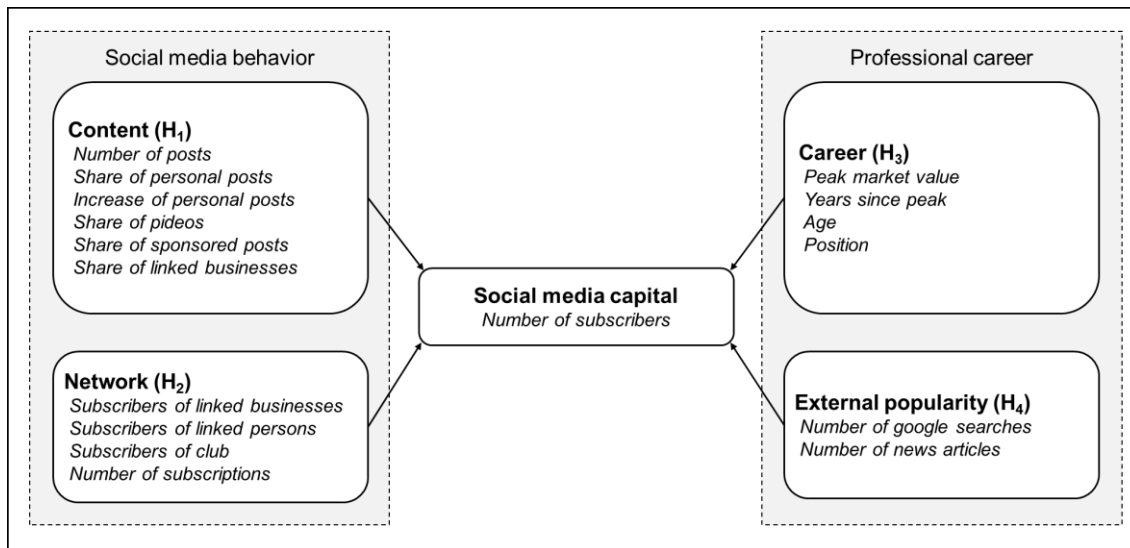 Social media behavior
Content (H₁)
Number of posts
Share of personal posts
Increase of personal posts
Share of pideos
Share of sponsored posts
Share of linked businesses
Network (H₂)
Subscribers of linked businesses
Subscribers of linked persons
Subscribers of club
Number of subscriptions
Social media capital
Number of subscribers
Professional career
Career (H₃)
Peak market value
Years since peak
Age
Position
External popularity (H₄)
Number of google searches
Number of news articles